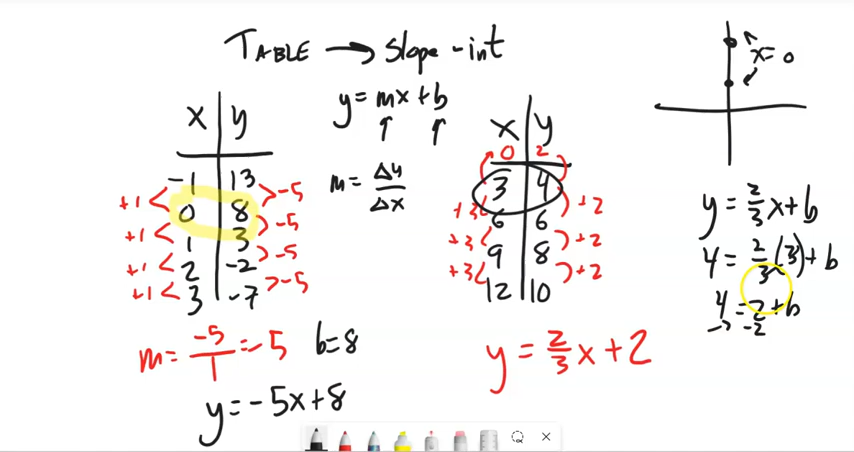 TABLE → Slope-int
y = mx + b
m = Δy/Δx
x y
-1 13
0 8
1 3
2 -2
3 -7
+1
+1
+1
+1
-5
-5
-5
-5
m = -5/1 = -5
b = 8
y = -5x + 8
x y
0 2
3 4
6 6
9 8
12 10
+3
+3
+3
+2
+2
+2
y = 2/3 x + 2
x = 0
y = 2/3 x + b
4 = 2/3 (3) + b
4 = 2 + b
-2 -2